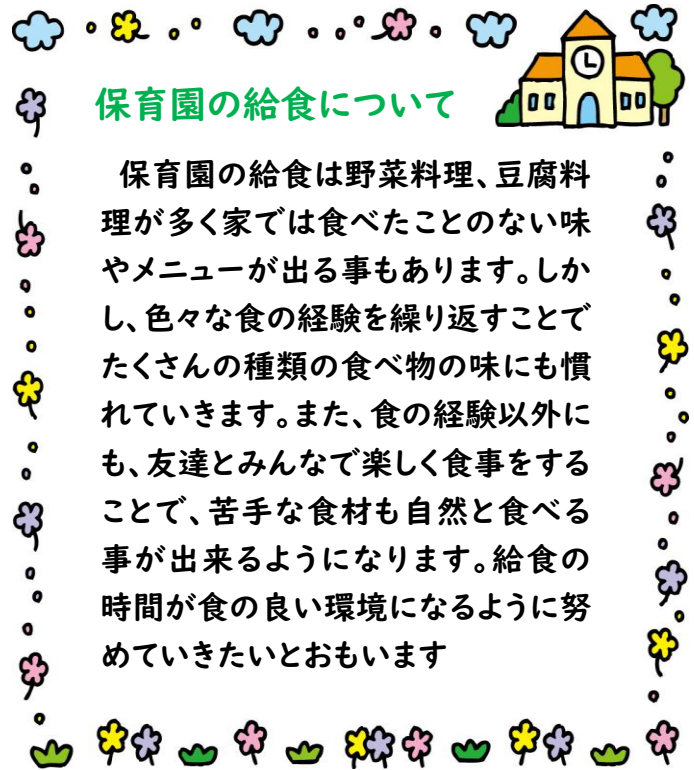 保育園の給食について
保育園の給食は野菜料理、豆腐料
理が多く家では食べたことのない味
やメニューが出る事もあります。しか
し、色々な食の経験を繰り返すことで
たくさんの種類の食べ物の味にも慣
れていきます。また、食の経験以外に
も、友達とみんなで楽しく食事をする
ことで、苦手な食材も自然と食べる
事が出来るようになります。給食の
時間が食の良い環境になるように努
めていきたいとおもいます